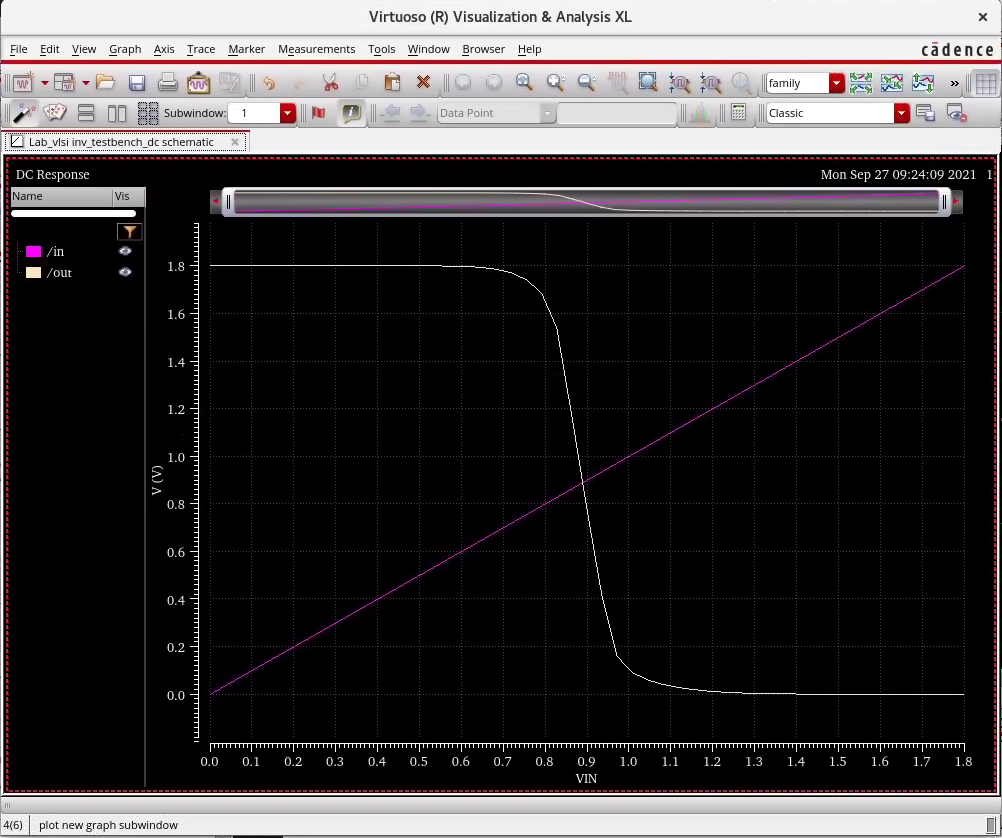 Virtuoso (R) Visualization & Analysis XL
File Edit View Graph Axis Trace Marker Measurements Tools Window Browser Help
cādence
family
»
Subwindow: 1
Data Point
Classic
Lab_vlsi inv_testbench_dc schematic
DC Response
Mon Sep 27 09:24:09 2021 1
Name Vis
/in
/out
1.8
1.6
1.4
1.2
1.0
0.8
0.6
0.4
0.2
0.0
V (V)
0.0 0.1 0.2 0.3 0.4 0.5 0.6 0.7 0.8 0.9 1.0 1.1 1.2 1.3 1.4 1.5 1.6 1.7 1.8
VIN
4(6) plot new graph subwindow